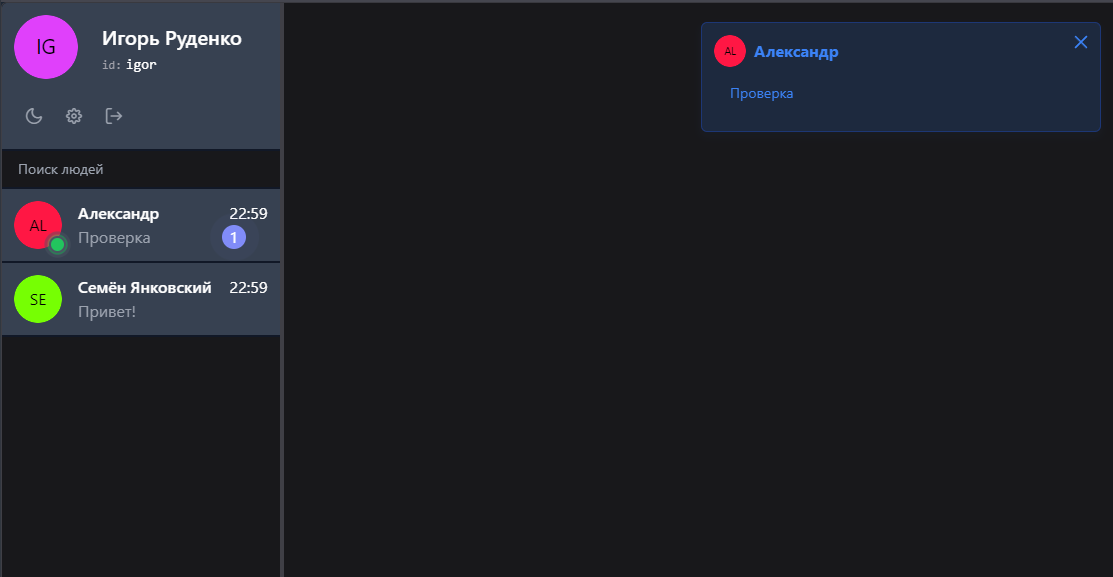 IG
Игорь Руденко
id: igor
Поиск людей
AL
Александр 22:59
Проверка 1
SE
Семён Янковский 22:59
Привет!
AL Александр
Проверка